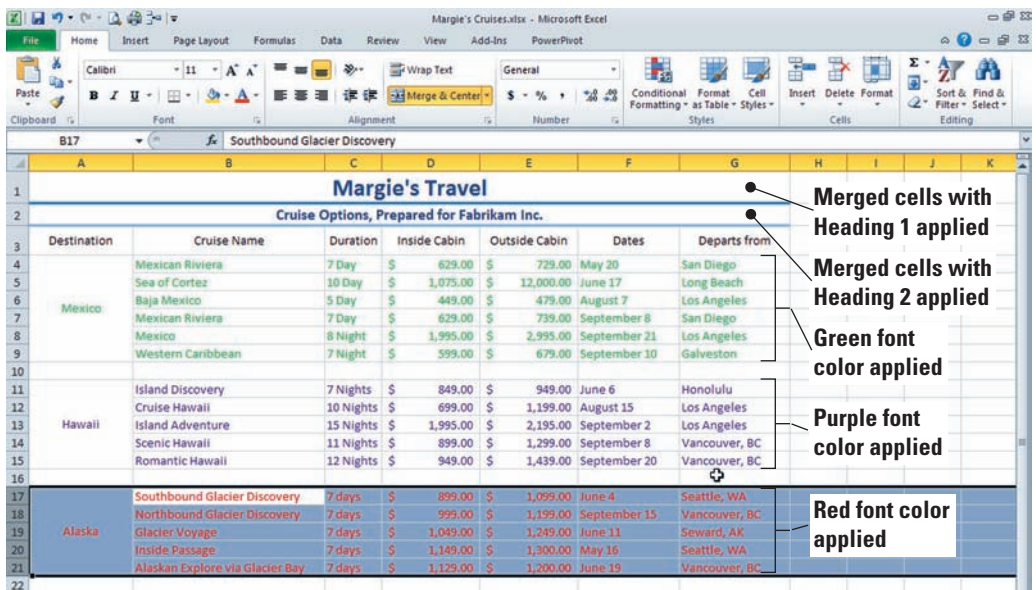 Margie's Cruises.xlsx - Microsoft Excel
File Home Insert Page Layout Formulas Data Review View Add-Ins PowerPivot
Calibri 11 A A Wrap Text General Σ
Paste B I U A Merge & Center $ % , Conditional Formatting Format as Table Cell Styles Insert Delete Format Sort & Filter Find & Select
Clipboard Font Alignment Number Styles Cells Editing
B17 fx Southbound Glacier Discovery
A B C D E F G H I J K
1 Margie's Travel
2 Cruise Options, Prepared for Fabrikam Inc.
3 Destination Cruise Name Duration Inside Cabin Outside Cabin Dates Departs from
4 Mexican Riviera 7 Day $ 629.00 $ 729.00 May 20 San Diego
5 Sea of Cortez 10 Day $ 1,075.00 $ 12,000.00 June 17 Long Beach
6 Baja Mexico 5 Day $ 449.00 $ 479.00 August 7 Los Angeles
Mexico
7 Mexican Riviera 7 Day $ 629.00 $ 739.00 September 8 San Diego
8 Mexico 8 Night $ 1,995.00 $ 2,995.00 September 21 Los Angeles
9 Western Caribbean 7 Night $ 599.00 $ 679.00 September 10 Galveston
10
11 Island Discovery 7 Nights $ 849.00 $ 949.00 June 6 Honolulu
12 Cruise Hawaii 10 Nights $ 699.00 $ 1,199.00 August 15 Los Angeles
13 Hawaii Island Adventure 15 Nights $ 1,995.00 $ 2,195.00 September 2 Los Angeles
14 Scenic Hawaii 11 Nights $ 899.00 $ 1,299.00 September 8 Vancouver, BC
15 Romantic Hawaii 12 Nights $ 949.00 $ 1,439.00 September 20 Vancouver, BC
16
17 Southbound Glacier Discovery 7 days $ 899.00 $ 1,099.00 June 4 Seattle, WA
18 Northbound Glacier Discovery 7 days $ 999.00 $ 1,199.00 September 15 Vancouver, BC
19 Alaska Glacier Voyage 7 days $ 1,049.00 $ 1,249.00 June 11 Seward, AK
20 Inside Passage 7 days $ 1,149.00 $ 1,300.00 May 16 Seattle, WA
21 Alaskan Explore via Glacier Bay 7 days $ 1,129.00 $ 1,200.00 June 19 Vancouver, BC
22
Merged cells with
Heading 1 applied
Merged cells with
Heading 2 applied
Green font
color applied
Purple font
color applied
Red font color
applied